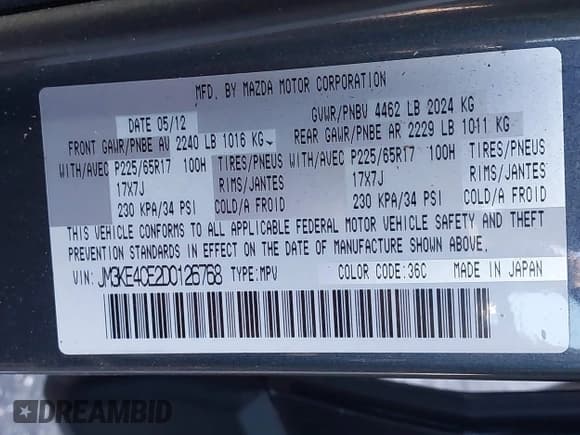 MFD. BY MAZDA MOTOR CORPORATION
DATE 05/12 GVWR/PNBV 4462 LB 2024 KG
FRONT GAWR/PNBE AV 2240 LB 1016 KG REAR GAWR/PNBE AR 2229 LB 1011 KG
WITH/AVEC P225/65R17 100H TIRES/PNEUS WITH/AVEC P225/65R17 100H TIRES/PNEUS
17X7J RIMS/JANTES 17X7J RIMS/JANTES
230 KPA/34 PSI COLD/A FROID 230 KPA/34 PSI COLD/A FROID
THIS VEHICLE CONFORMS TO ALL APPLICABLE FEDERAL MOTOR VEHICLE SAFETY AND THEFT
PREVENTION STANDARDS IN EFFECT ON THE DATE OF MANUFACTURE SHOWN ABOVE.
VIN: JM3KE4CE2D0126768 TYPE:MPV COLOR CODE:36C MADE IN JAPAN
DREAMBID